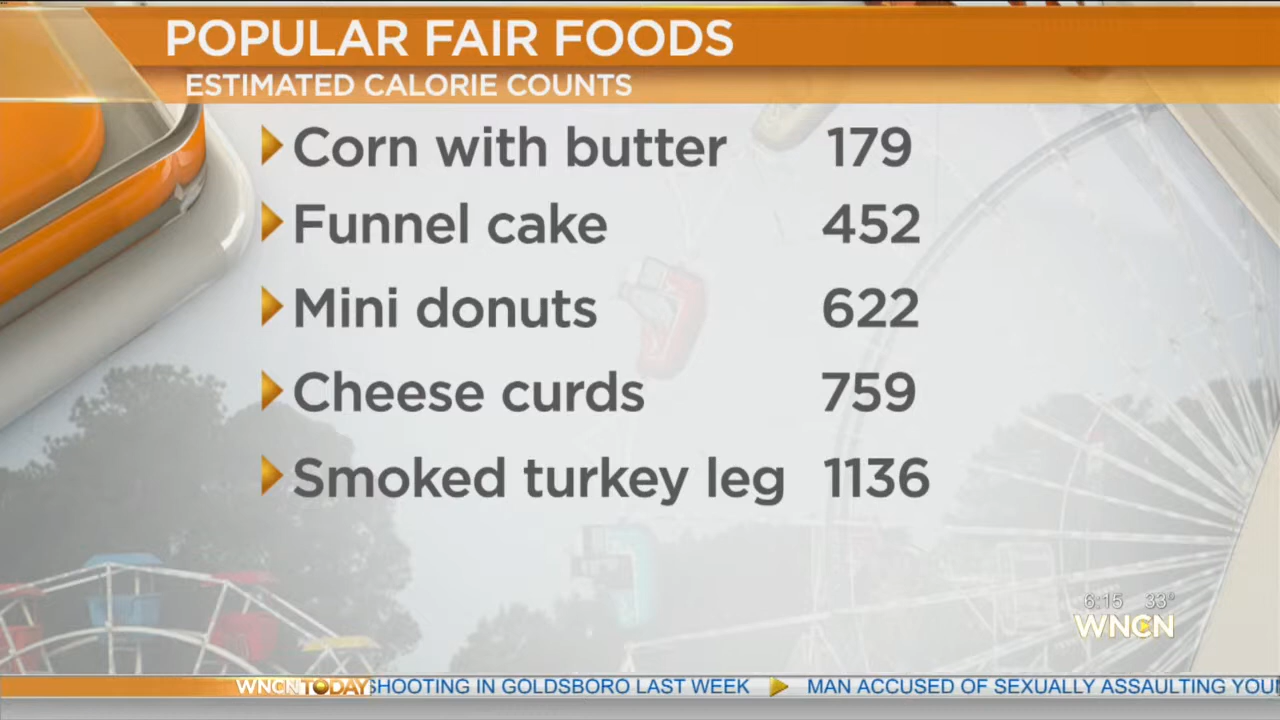 POPULAR FAIR FOODS
ESTIMATED CALORIE COUNTS
Corn with butter 179
Funnel cake 452
Mini donuts 622
Cheese curds 759
Smoked turkey leg 1136
6:15 33°
WNCN
WNCN TODAY SHOOTING IN GOLDSBORO LAST WEEK MAN ACCUSED OF SEXUALLY ASSAULTING